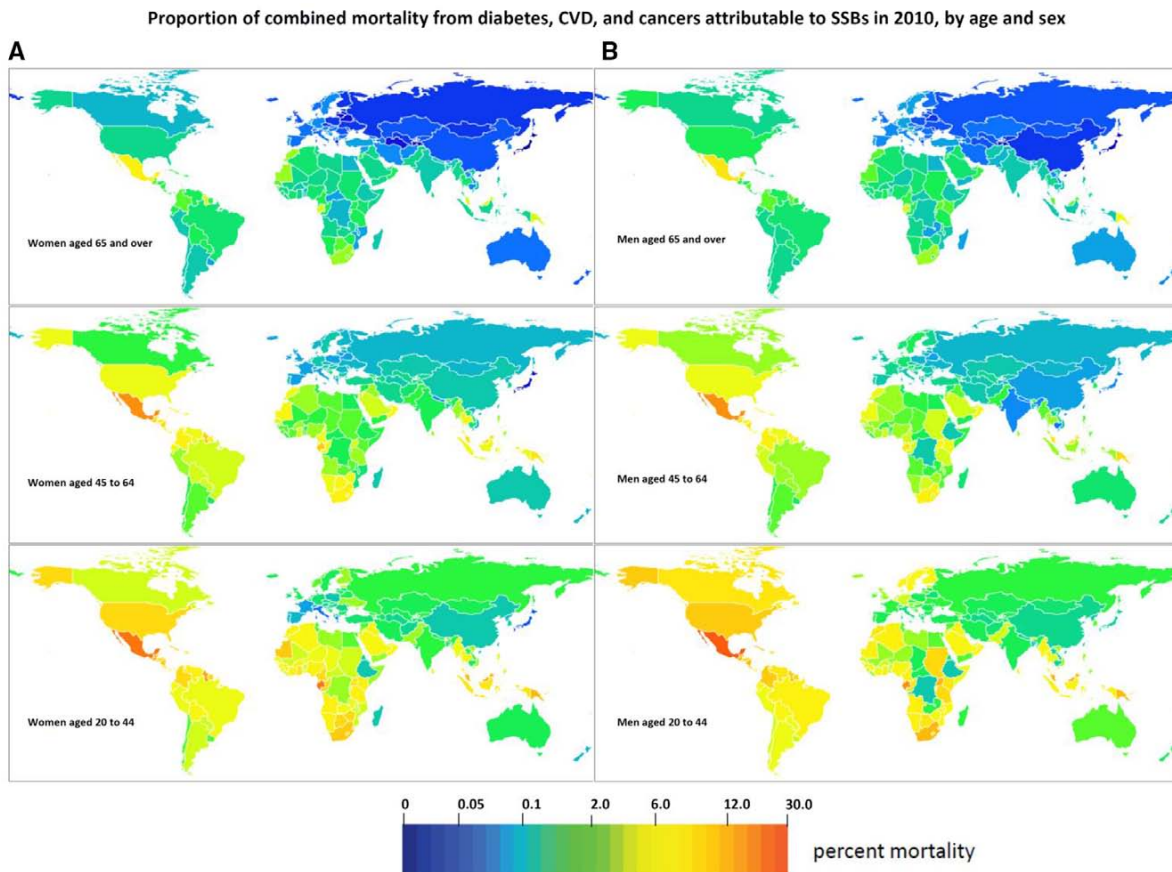 Proportion of combined mortality from diabetes, CVD, and cancers attributable to SSBs in 2010, by age and sex
A
B
Women aged 65 and over
Men aged 65 and over
Women aged 45 to 64
Men aged 45 to 64
Women aged 20 to 44
Men aged 20 to 44
0 0.05 0.1 2.0 6.0 12.0 30.0
percent mortality